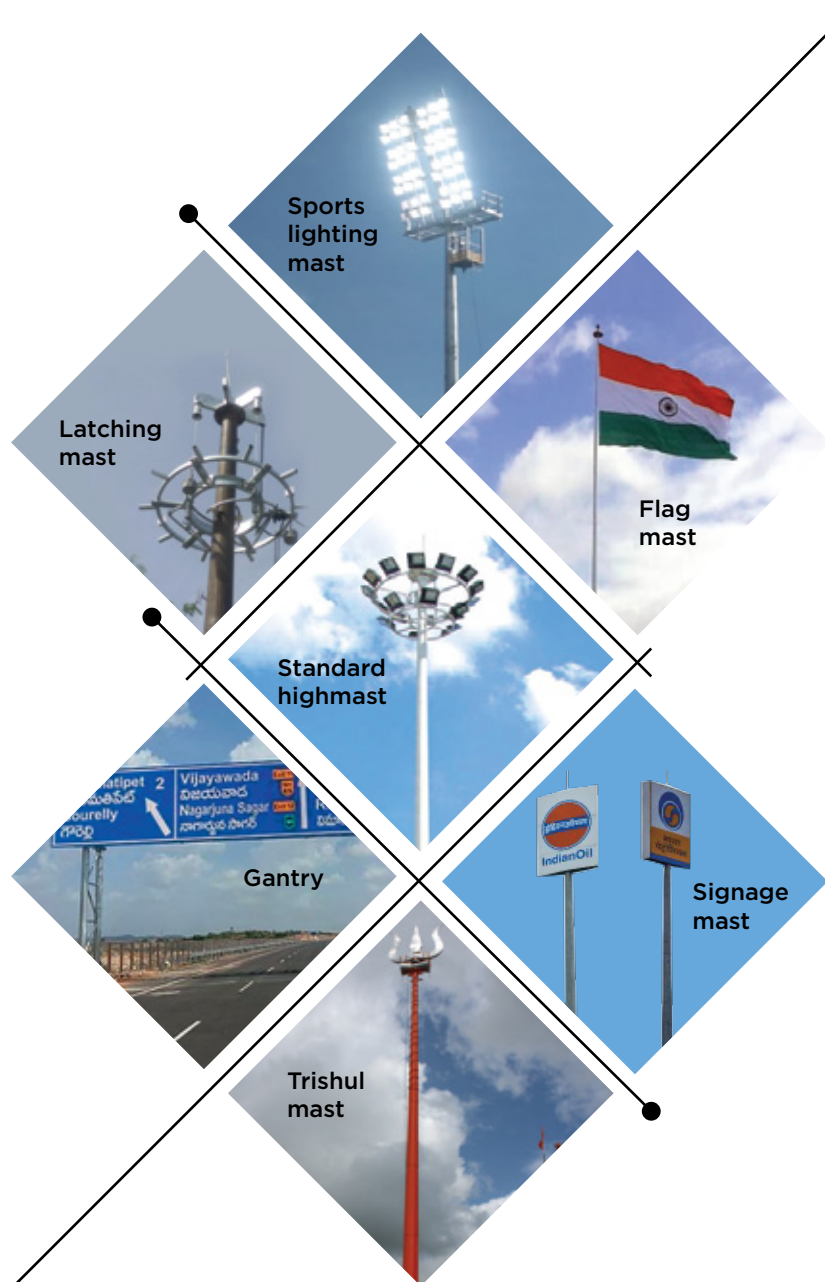 Sports
lighting
mast
Latching
mast
Flag
mast
Standard
highmast
2
Vijayawada
విజయవాడ
Nagarjuna Sagar
నాగార్జున సాగర్
గౌరెల్లి
Gantry
IndianOil
Signage
mast
Trishul
mast